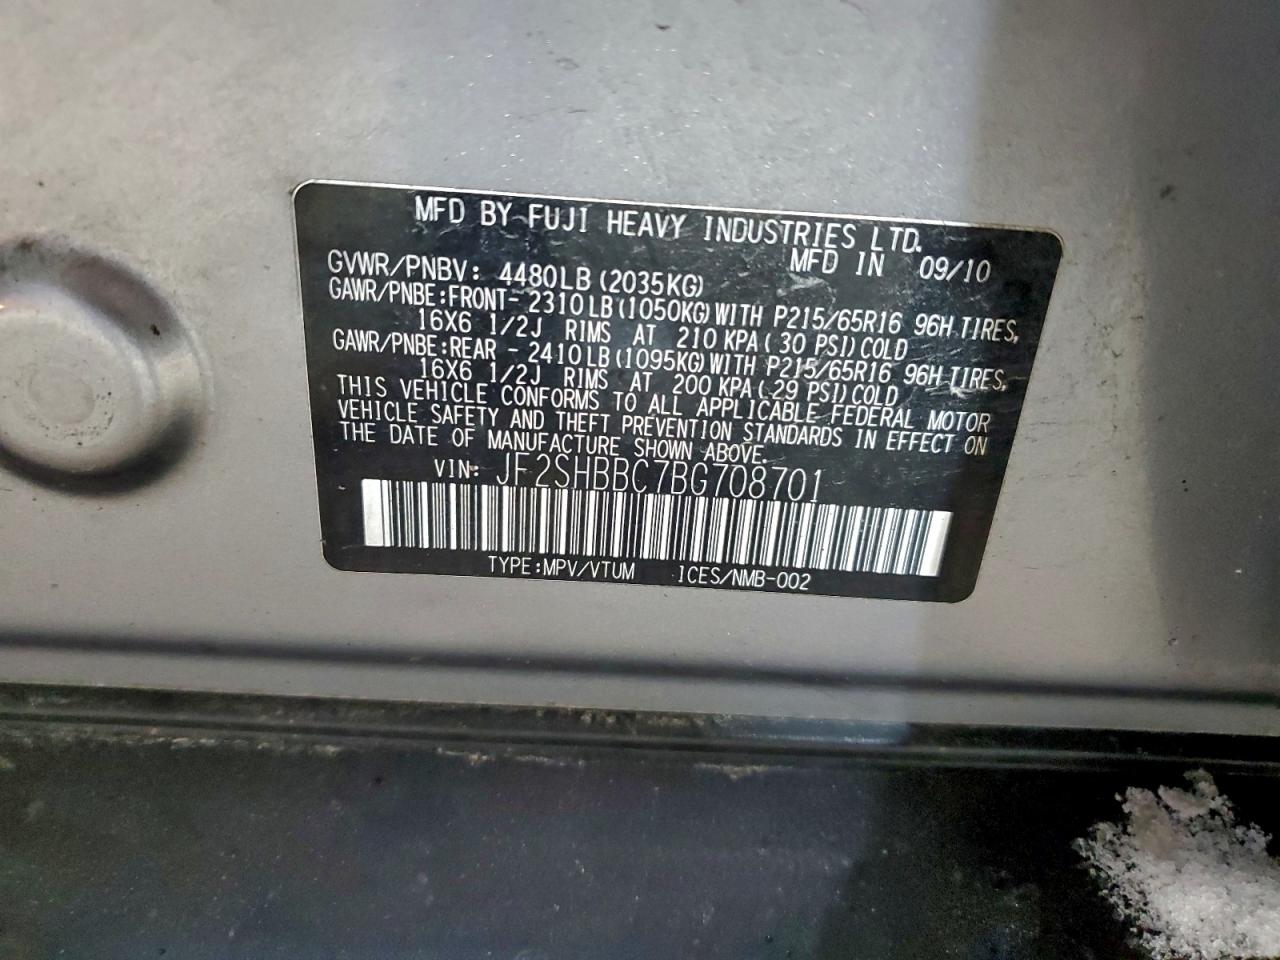 MFD BY FUJI HEAVY INDUSTRIES LTD.
MFD IN 09/10
GVWR/PNBV: 4480LB(2035KG)
GAWR/PNBE:FRONT- 2310LB(1050KG)WITH P215/65R16 96H TIRES,
16X6 1/2J RIMS AT 210 KPA( 30 PSI)COLD
GAWR/PNBE:REAR - 2410LB(1095KG)WITH P215/65R16 96H TIRES,
16X6 1/2J RIMS AT 200 KPA( 29 PSI)COLD
THIS VEHICLE CONFORMS TO ALL APPLICABLE FEDERAL MOTOR
VEHICLE SAFETY AND THEFT PREVENTION STANDARDS IN EFFECT ON
THE DATE OF MANUFACTURE SHOWN ABOVE.
VIN: JF2SHBBC7BG708701
TYPE:MPV/VTUM ICES/NMB-002